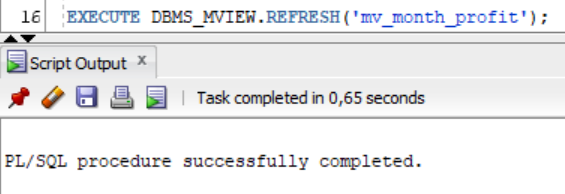 16 EXECUTE DBMS_MVIEW.REFRESH('mv_month_profit');
Script Output x
Task completed in 0,65 seconds
PL/SQL procedure successfully completed.